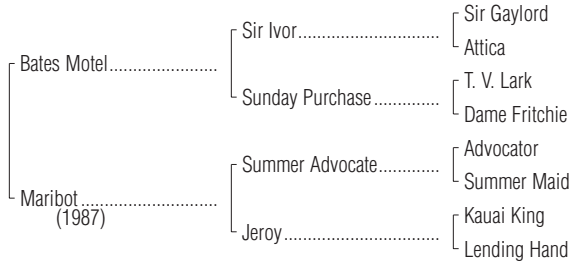 Sir Gaylord
Sir Ivor
Attica
Bates Motel
T. V. Lark
Sunday Purchase
Dame Fritchie
Advocator
Summer Advocate
Summer Maid
Maribot
(1987)
Kauai King
Jeroy
Lending Hand